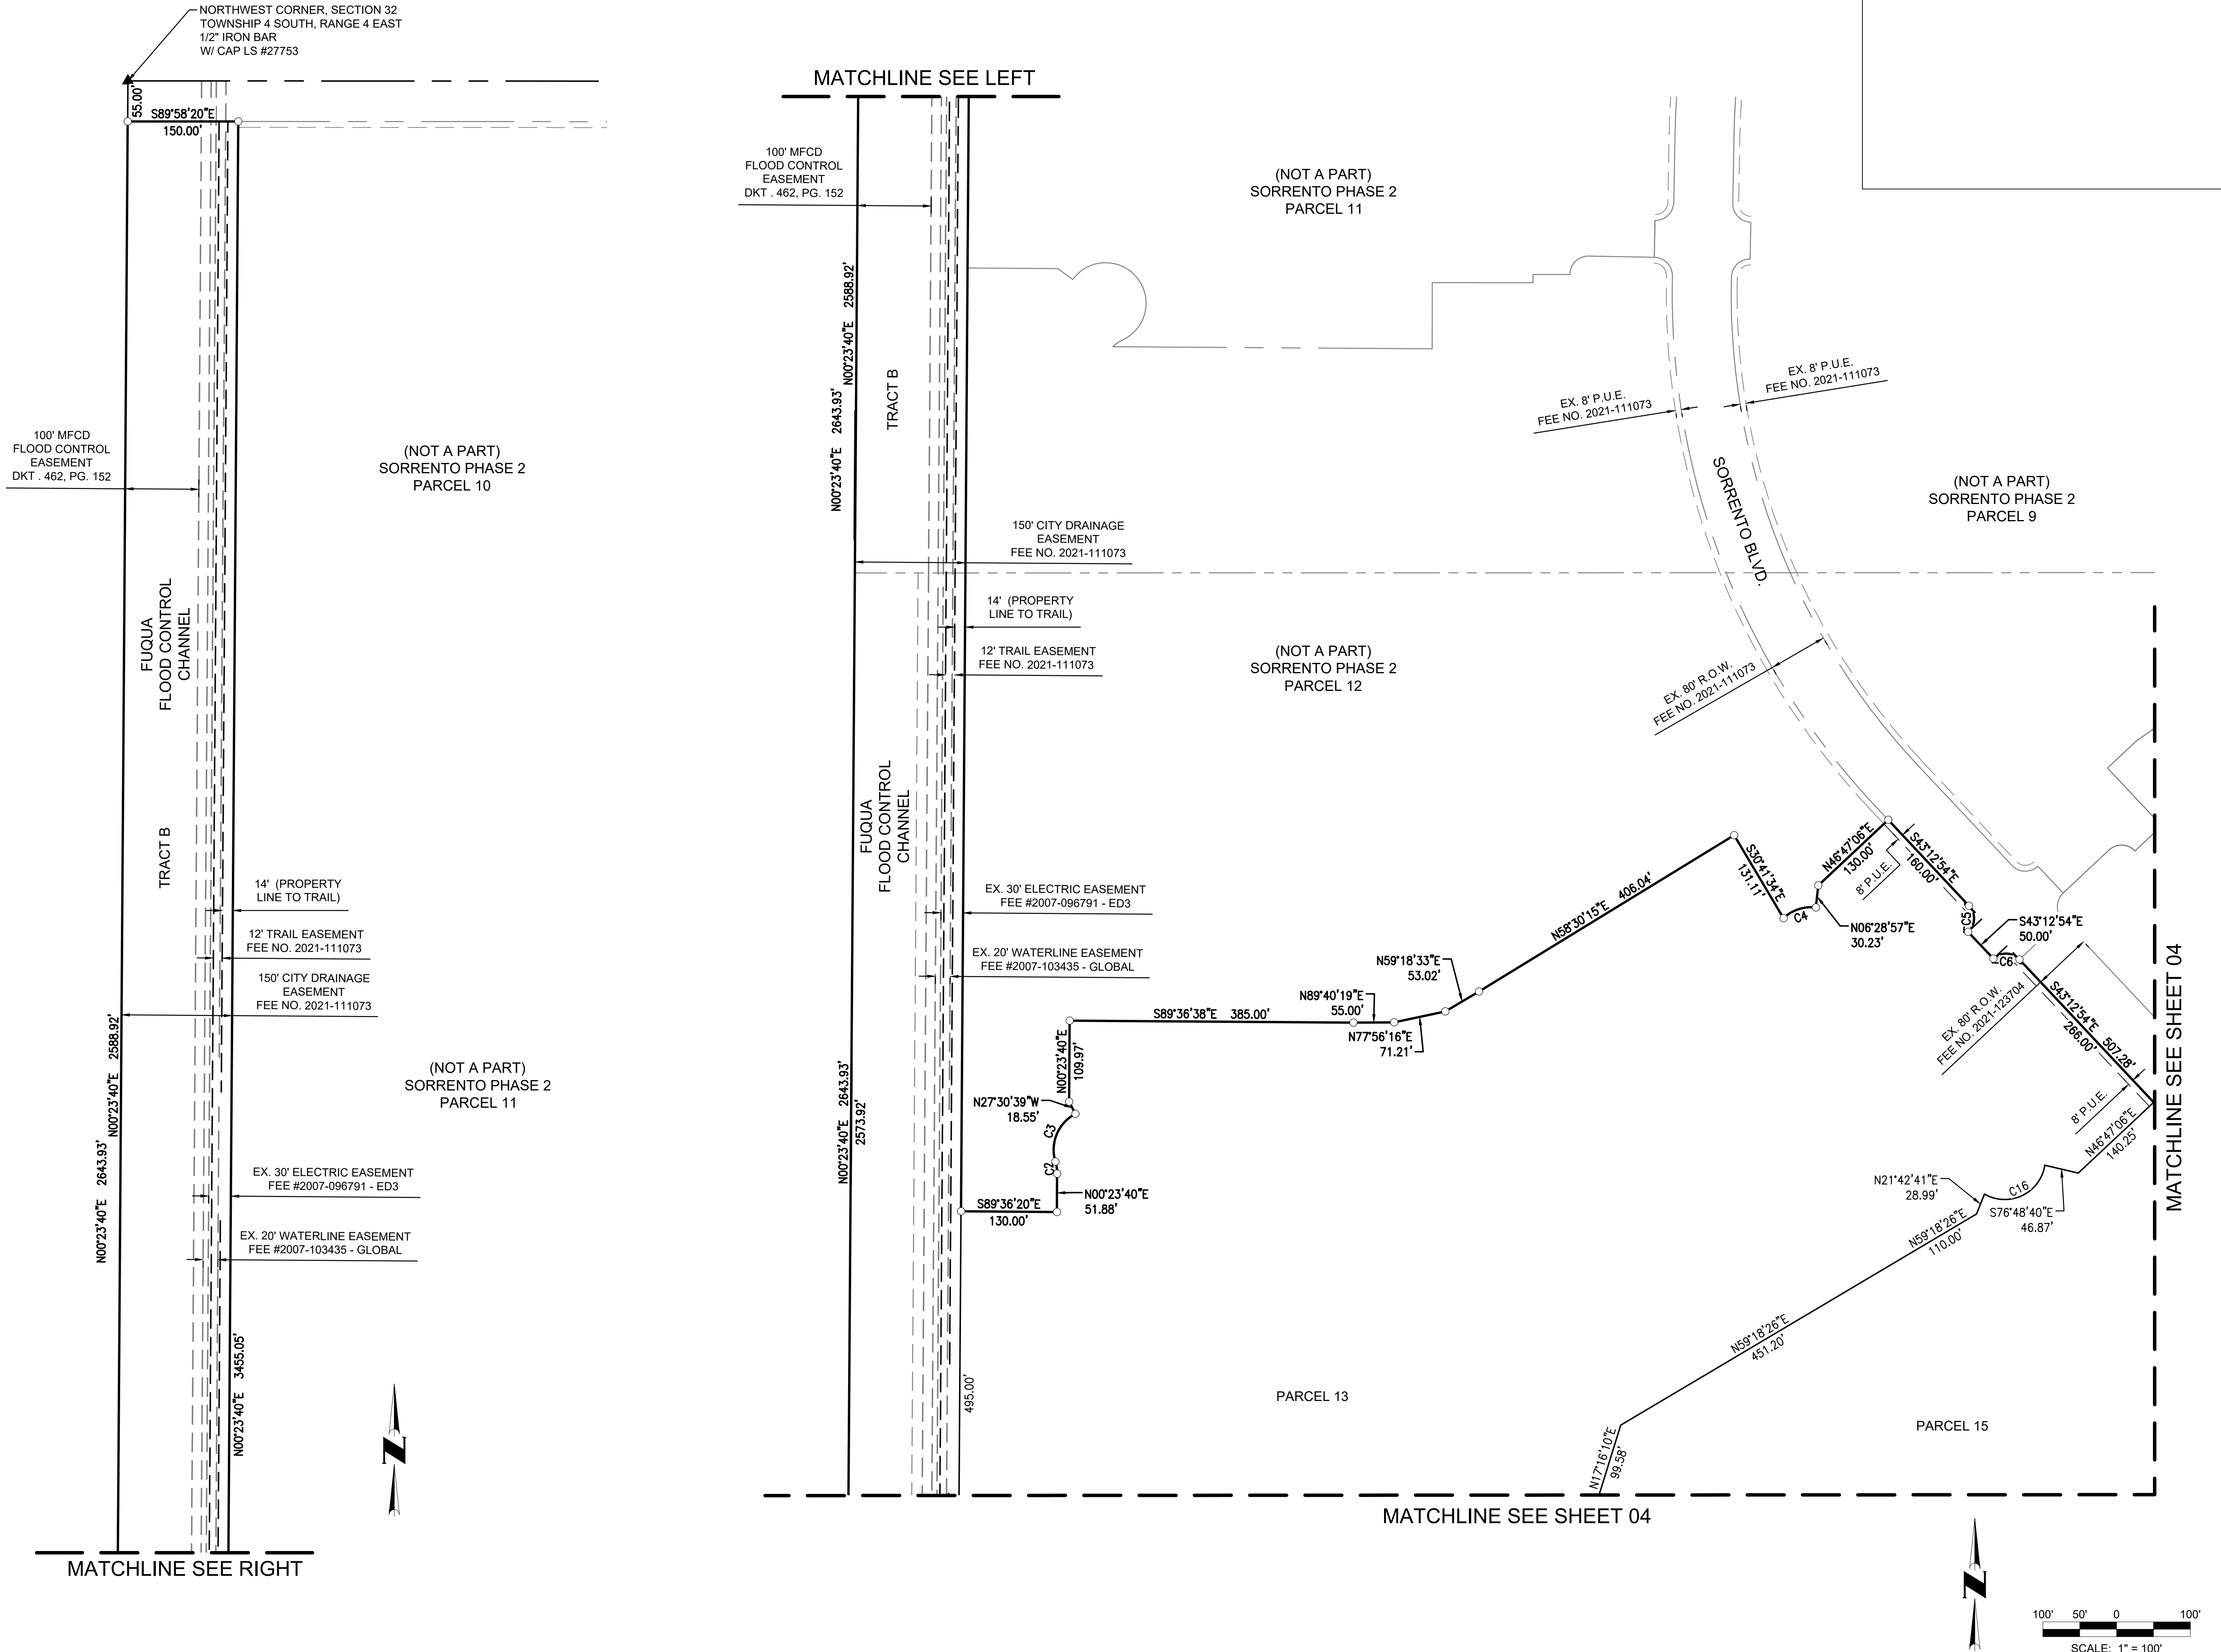 NORTHWEST CORNER, SECTION 32
TOWNSHIP 4 SOUTH, RANGE 4 EAST
1/2" IRON BAR
W/ CAP LS #27753
55.00'
S89°58'20"E
150.00'
100' MFCD
FLOOD CONTROL
EASEMENT
DKT . 462, PG. 152
(NOT A PART)
SORRENTO PHASE 2
PARCEL 10
FUQUA
FLOOD CONTROL
CHANNEL
TRACT B
14' (PROPERTY
LINE TO TRAIL)
12' TRAIL EASEMENT
FEE NO. 2021-111073
150' CITY DRAINAGE
EASEMENT
FEE NO. 2021-111073
N00°23'40"E 2588.92'
N00°23'40"E 2643.93'
(NOT A PART)
SORRENTO PHASE 2
PARCEL 11
EX. 30' ELECTRIC EASEMENT
FEE #2007-096791 - ED3
EX. 20' WATERLINE EASEMENT
FEE #2007-103435 - GLOBAL
N00°23'40"E 3455.05'
N
MATCHLINE SEE RIGHT
MATCHLINE SEE LEFT
100' MFCD
FLOOD CONTROL
EASEMENT
DKT . 462, PG. 152
(NOT A PART)
SORRENTO PHASE 2
PARCEL 11
N00°23'40"E 2588.92'
N00°23'40"E 2643.93'
TRACT B
EX. 8' P.U.E.
FEE NO. 2021-111073
EX. 8' P.U.E.
FEE NO. 2021-111073
SORRENTO BLVD.
(NOT A PART)
SORRENTO PHASE 2
PARCEL 9
150' CITY DRAINAGE
EASEMENT
FEE NO. 2021-111073
14' (PROPERTY
LINE TO TRAIL)
12' TRAIL EASEMENT
FEE NO. 2021-111073
(NOT A PART)
SORRENTO PHASE 2
PARCEL 12
EX. 80' R.O.W.
FEE NO. 2021-111073
FUQUA
FLOOD CONTROL
CHANNEL
EX. 30' ELECTRIC EASEMENT
FEE #2007-096791 - ED3
EX. 20' WATERLINE EASEMENT
FEE #2007-103435 - GLOBAL
N00°23'40"E 2643.93'
2573.92'
S89°36'38"E 385.00'
N89°40'19"E
55.00'
N77°56'16"E
71.21'
N59°18'33"E
53.02'
N58°30'15"E 406.04'
S30°41'34"E
131.11'
C4
N06°28'57"E
30.23'
N46°47'06"E
130.00'
8' P.U.E.
S43°12'54"E
160.00'
C5
S43°12'54"E
50.00'
C6
EX. 80' R.O.W.
FEE NO. 2021-123704
S43°12'54"E 507.28'
266.00'
8' P.U.E.
N46°47'06"E
140.25'
N00°23'40"E
109.97'
N27°30'39"W
18.55'
C3
C2
N00°23'40"E
51.88'
S89°36'20"E
130.00'
495.00'
N21°42'41"E
28.99'
C16
S76°48'40"E
46.87'
N59°18'26"E
110.00'
N59°18'26"E
451.20'
N17°16'10"E
99.58'
PARCEL 13
PARCEL 15
MATCHLINE SEE SHEET 04
MATCHLINE SEE SHEET 04
N
100' 50' 0 100'
SCALE: 1" = 100'